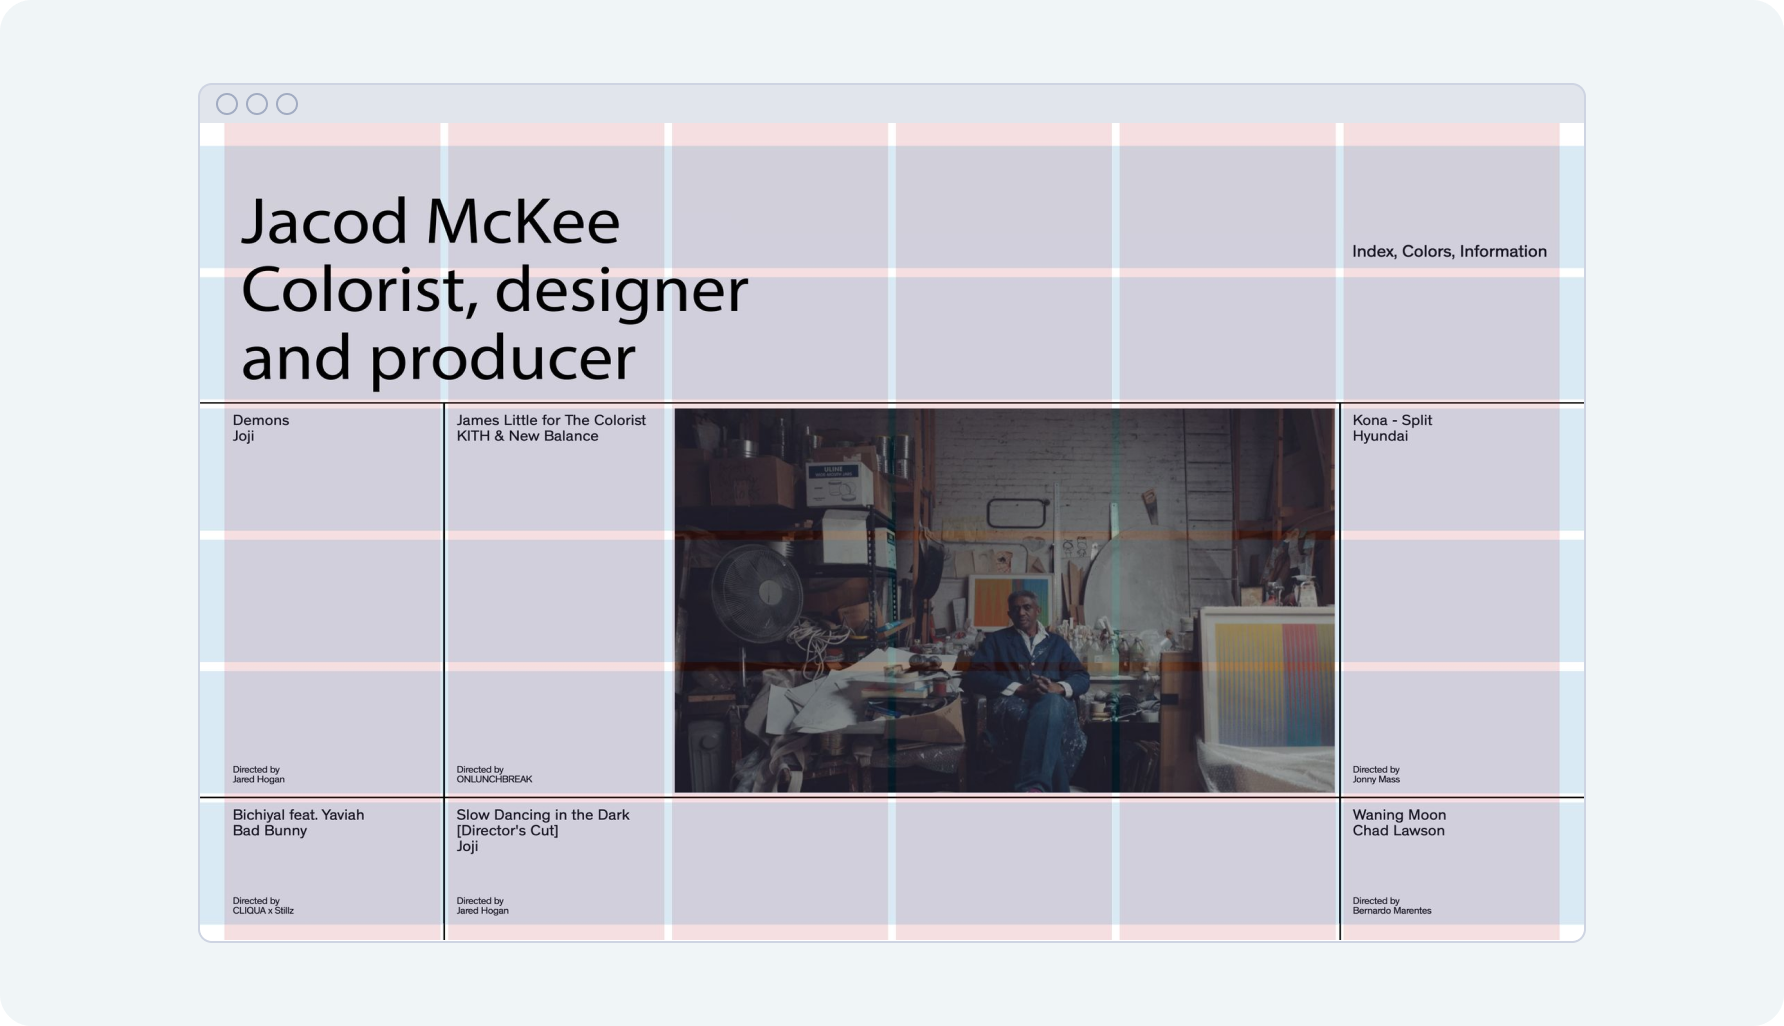 Jacod McKee
Colorist, designer
and producer
Index, Colors, Information
Demons
Joji
Directed by
Jared Hogan
James Little for The Colorist
KITH & New Balance
Directed by
ONLUNCHBREAK
ULINE
Kona - Split
Hyundai
Directed by
Jonny Mass
Bichiyal feat. Yaviah
Bad Bunny
Directed by
CLIQUA x Stillz
Slow Dancing in the Dark
[Director's Cut]
Joji
Directed by
Jared Hogan
Waning Moon
Chad Lawson
Directed by
Bernardo Marentes